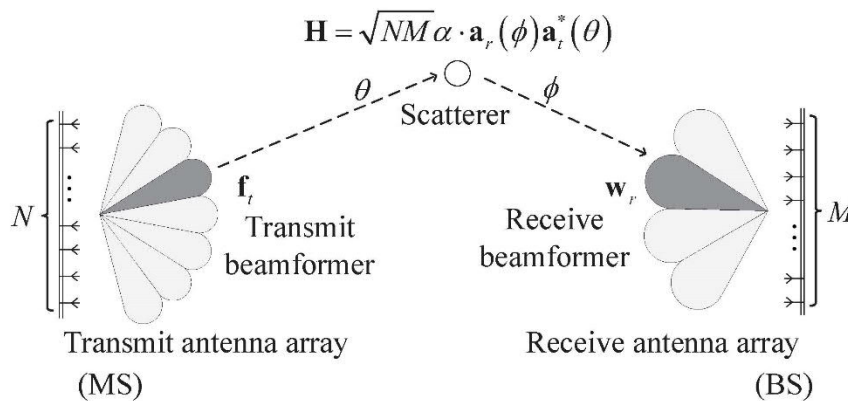 𝐇 = √NM α · 𝐚_r(ϕ)𝐚_t^*(θ)
θ
ϕ
Scatterer
N
𝐟_t
Transmit
beamformer
𝐰_r
Receive
beamformer
M
Transmit antenna array
(MS)
Receive antenna array
(BS)